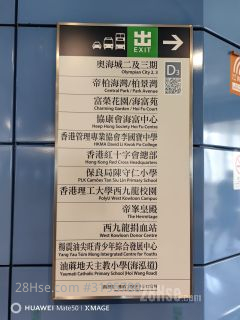 出
EXIT
奧海城二及三期
Olympian City 2, 3
D3
帝柏海灣/柏景灣
Central Park / Park Avenue
富榮花園/海富苑
Charming Garden / Hoi Fu Court
協康會海富中心
Heep Hong Society Hoi Fu Centre
香港管理專業協會李國寶中學
HKMA David Li Kwok Po College
香港紅十字會總部
Hong Kong Red Cross Headquarters
保良局陳守仁小學
PLK Camões Tan Siu Lin Primary School
香港理工大學西九龍校園
PolyU West Kowloon Campus
帝峯皇殿
The Hermitage
西九龍捐血站
West Kowloon Donor Centre
楊震油尖旺青少年綜合發展中心
Yang Yau Tsim Mong Integrated Centre for Youth
油蔴地天主教小學(海泓道)
Yaumati Catholic Primary School (Hoi Wang Road)
28Hse.com
HUAWEI Mate50 / XMAGE